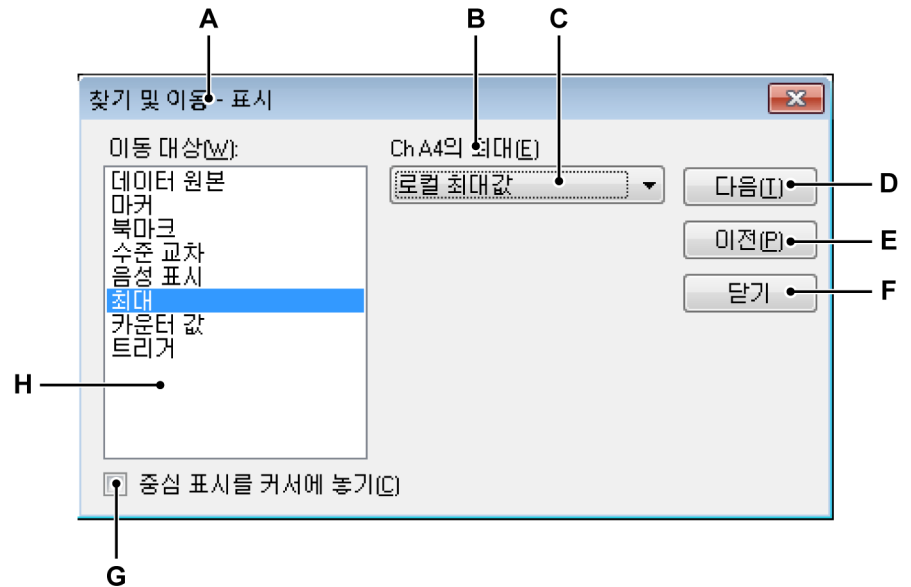 A B C
찾기 및 이동 - 표시
이동 대상(W): Ch A4의 최대(E)
데이터 원본
마커
북마크
수준 교차
음성 표시
최대
카운터 값
트리거
로컬 최대값
다음(T) D
이전(P) E
닫기 F
H
중심 표시를 커서에 놓기(C)
G